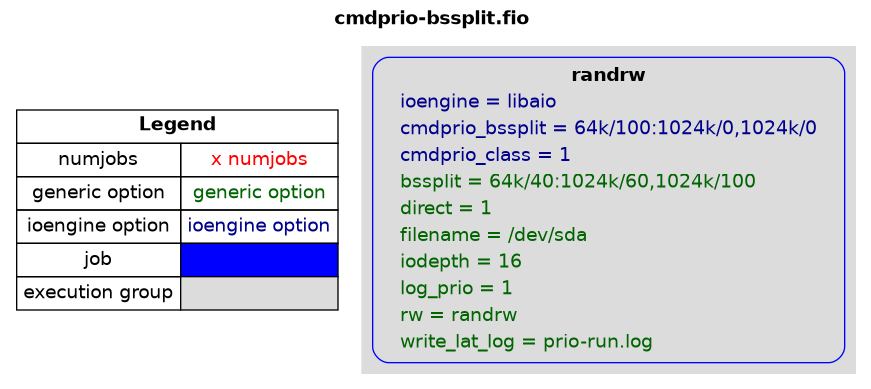 cmdprio-bssplit.fio
Legend
numjobs x numjobs
generic option generic option
ioengine option ioengine option
job
execution group
randrw
ioengine = libaio
cmdprio_bssplit = 64k/100:1024k/0,1024k/0
cmdprio_class = 1
bssplit = 64k/40:1024k/60,1024k/100
direct = 1
filename = /dev/sda
iodepth = 16
log_prio = 1
rw = randrw
write_lat_log = prio-run.log